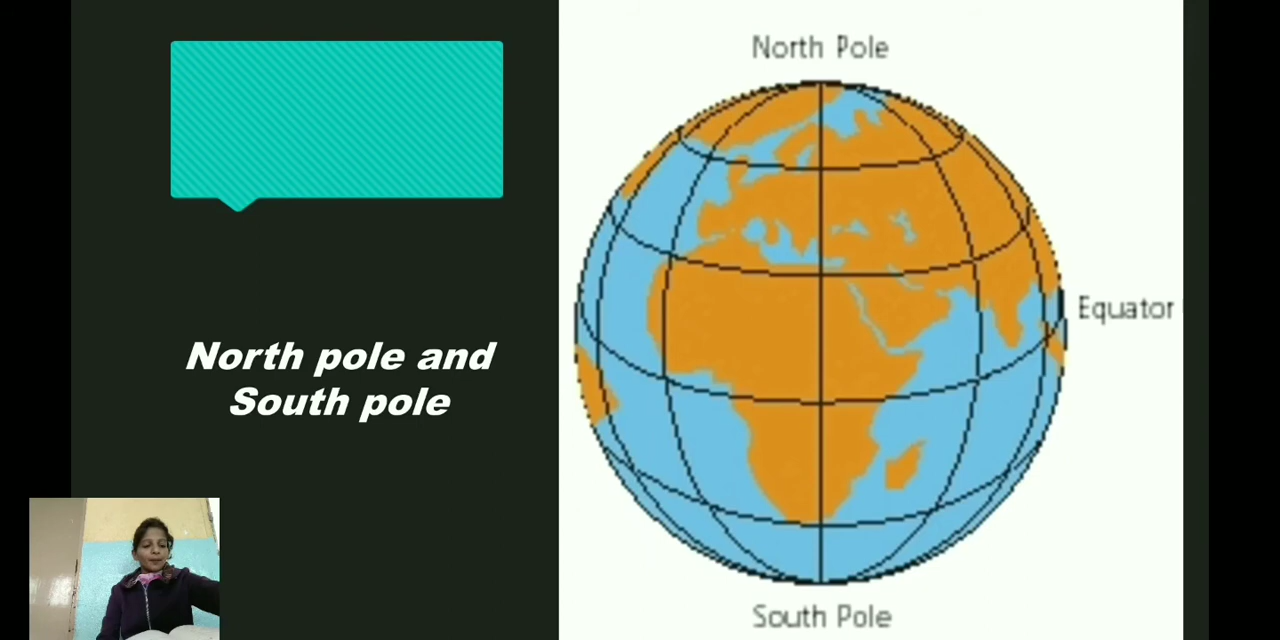 North pole and
South pole
North Pole
Equator
South Pole